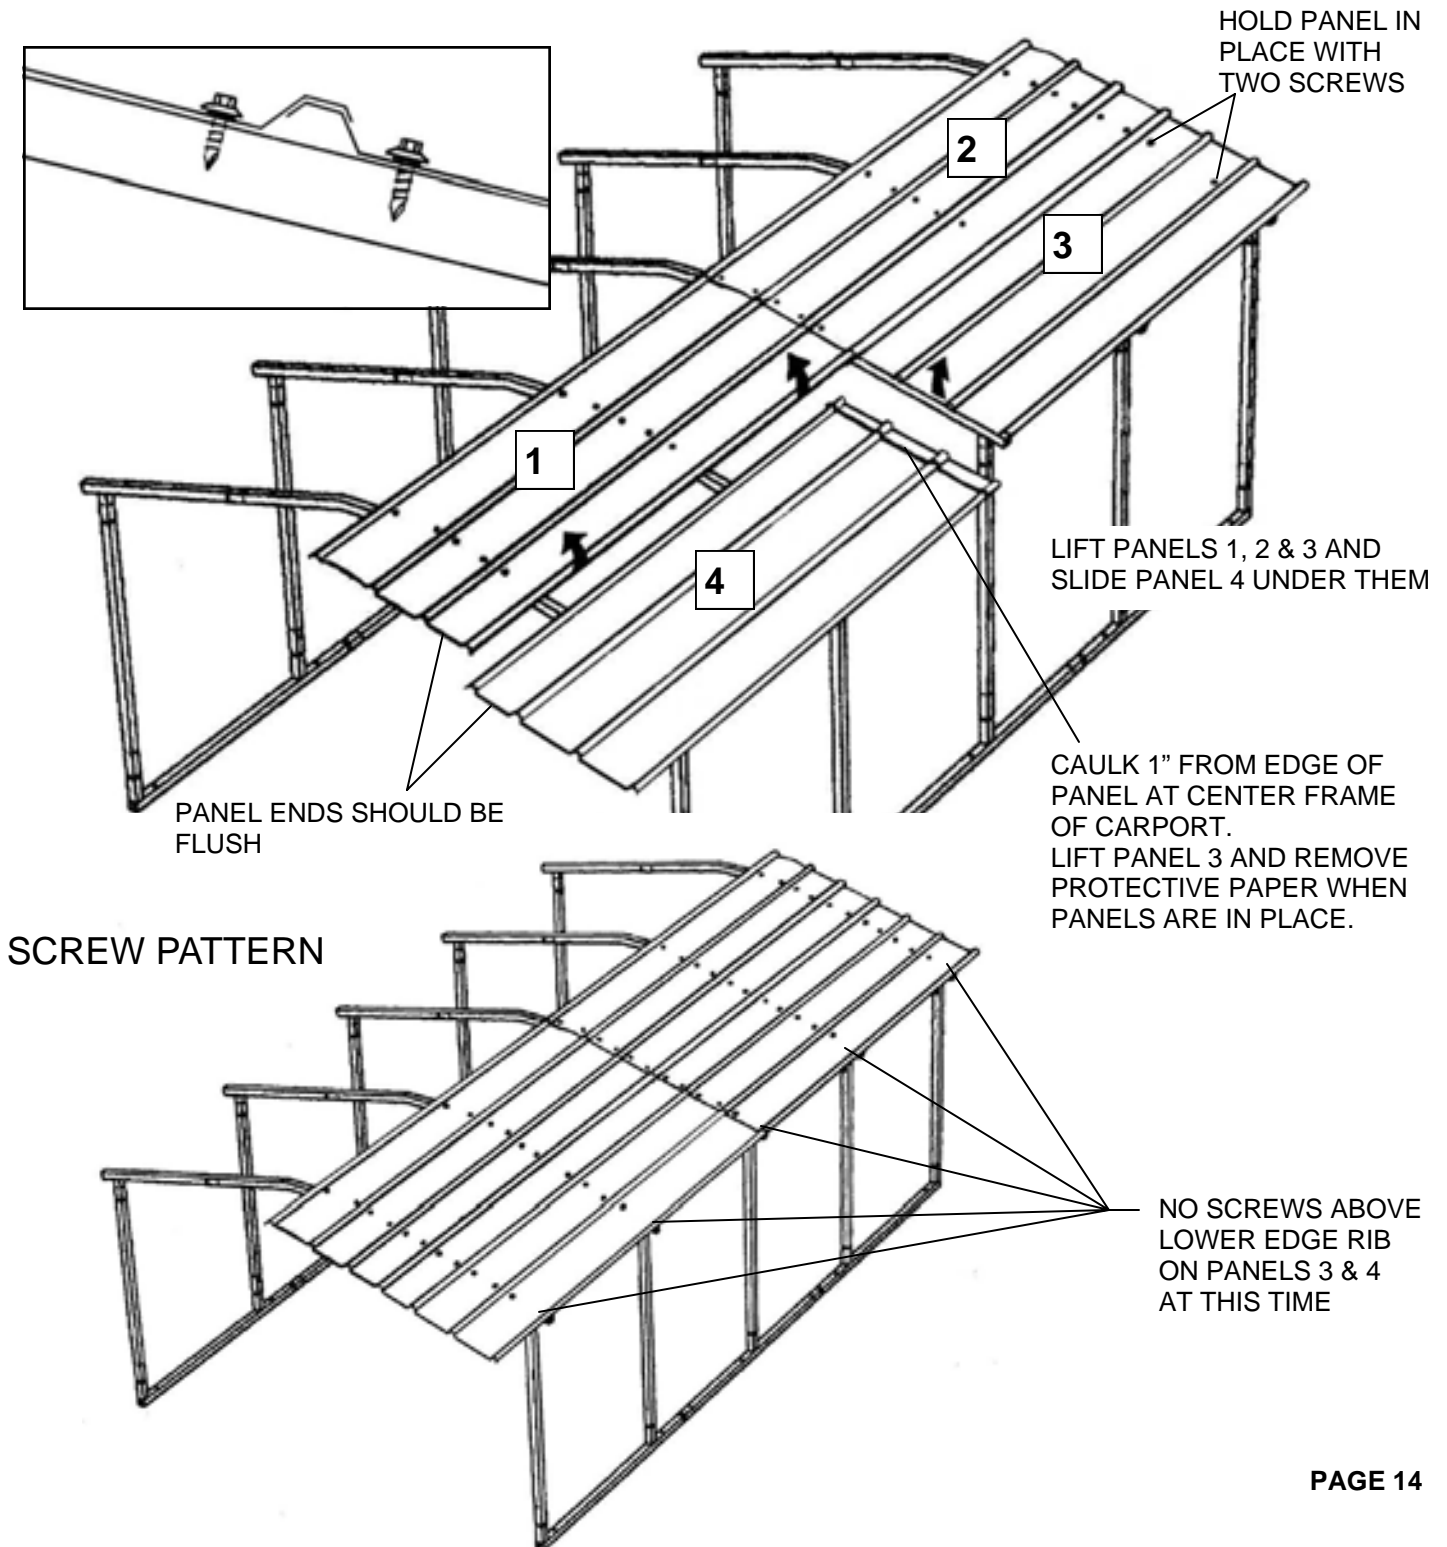 HOLD PANEL IN
PLACE WITH
TWO SCREWS
2
3
1
4
LIFT PANELS 1, 2 & 3 AND
SLIDE PANEL 4 UNDER THEM
PANEL ENDS SHOULD BE
FLUSH
CAULK 1” FROM EDGE OF
PANEL AT CENTER FRAME
OF CARPORT.
LIFT PANEL 3 AND REMOVE
PROTECTIVE PAPER WHEN
PANELS ARE IN PLACE.
SCREW PATTERN
NO SCREWS ABOVE
LOWER EDGE RIB
ON PANELS 3 & 4
AT THIS TIME
PAGE 14